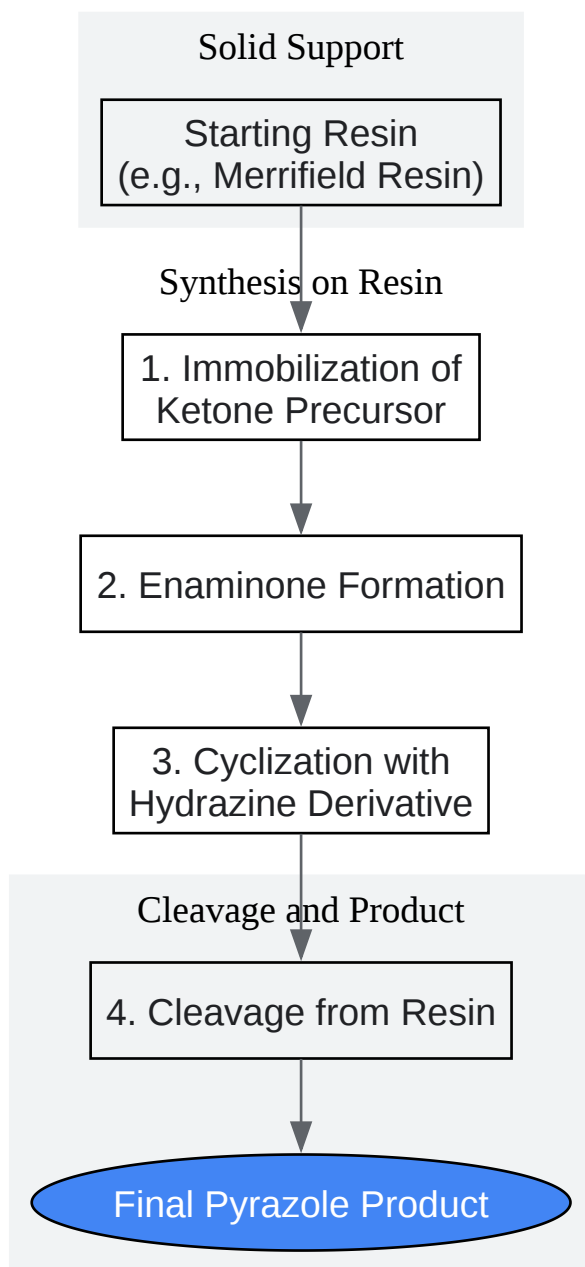 Solid Support
Starting Resin
(e.g., Merrifield Resin)
Synthesis on Resin
1. Immobilization of
Ketone Precursor
2. Enaminone Formation
3. Cyclization with
Hydrazine Derivative
Cleavage and Product
4. Cleavage from Resin
Final Pyrazole Product